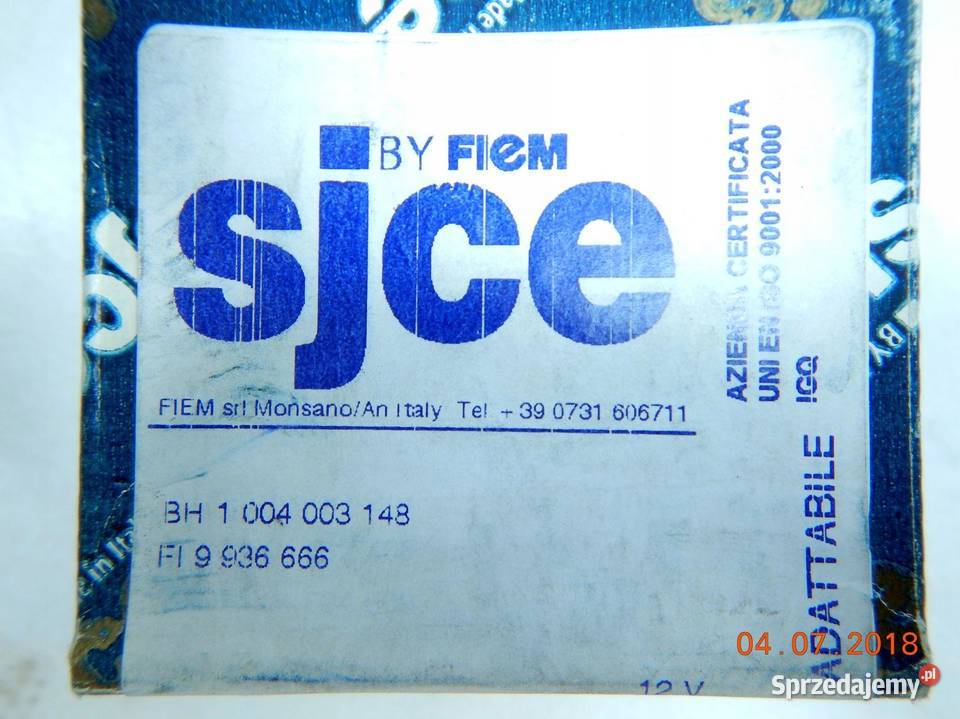 BY FIEM
sjce
FIEM srl Monsano/An Italy Tel +39 0731 606711
BH 1 004 003 148
FI 9 936 666
12 V
AZIENDA CERTIFICATA
UNI EN ISO 9001:2000
IGQ
ADATTABILE
BY
04.07.2018
Sprzedajemy.pl